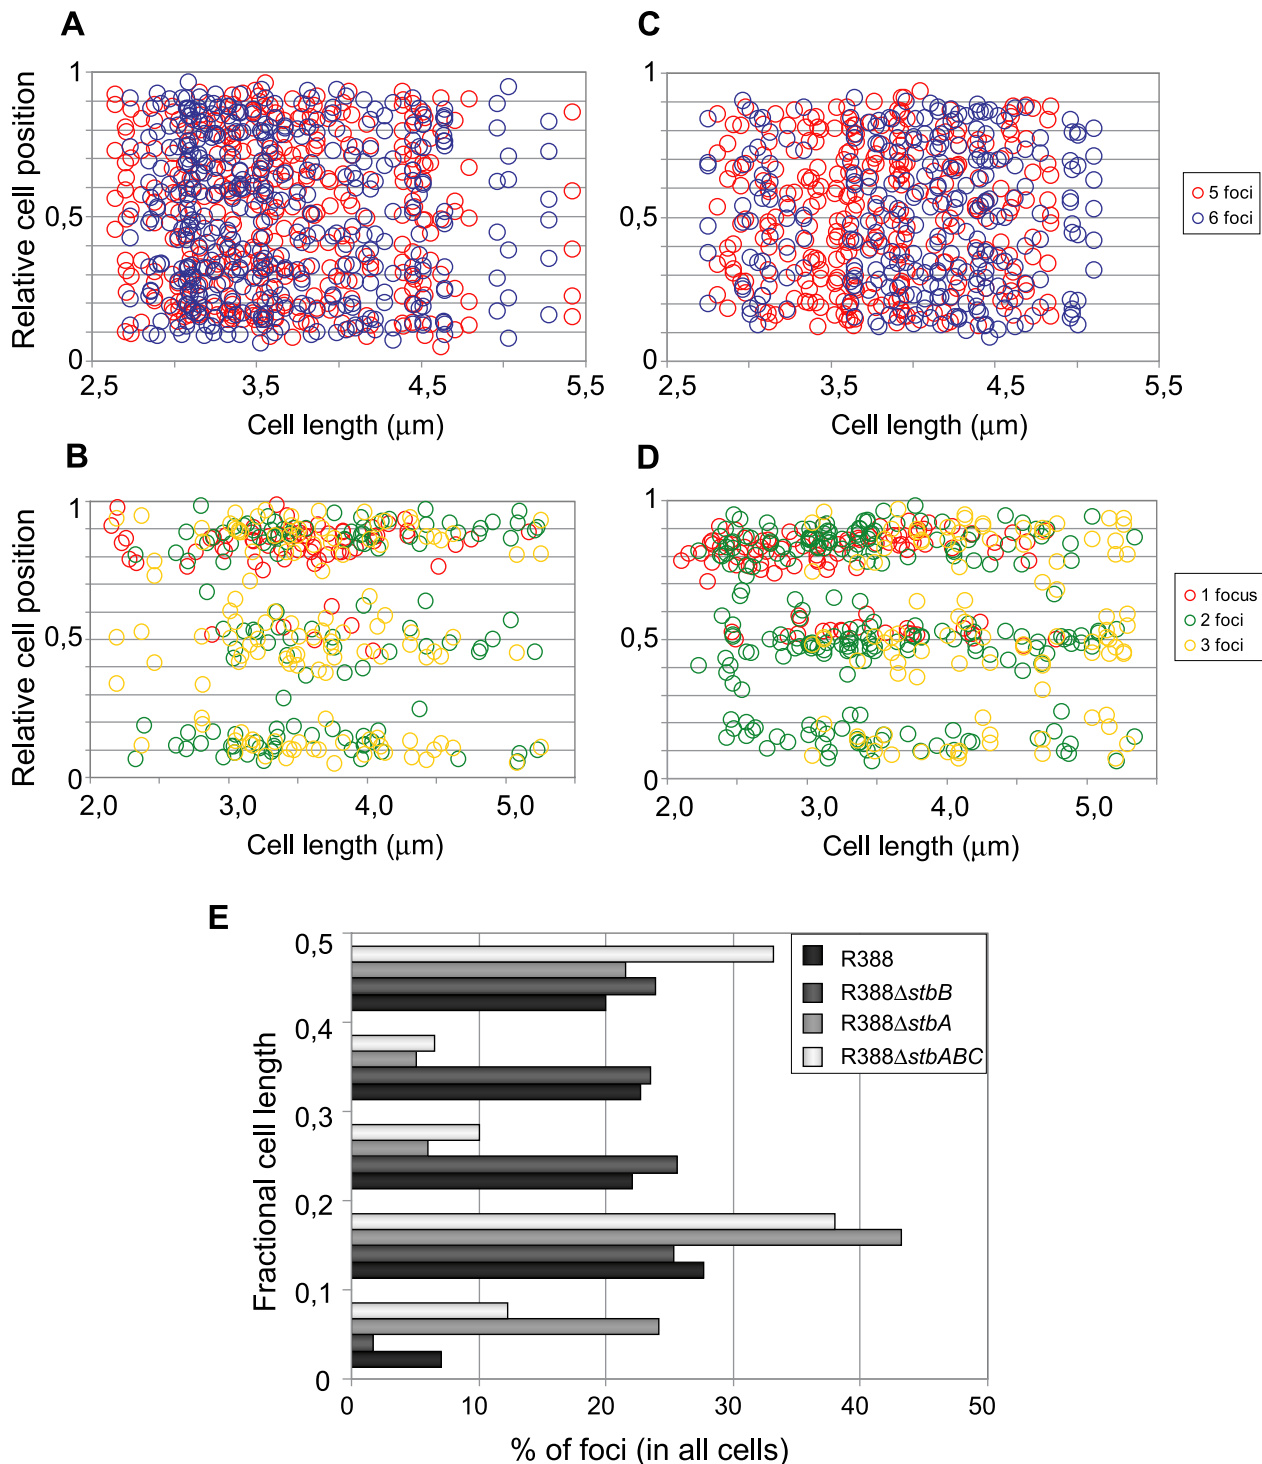 A
C
Relative cell position
1
0,5
0
2,5
3,5
4,5
5,5
Cell length (μm)
1
0,5
0
2,5
3,5
4,5
5,5
Cell length (μm)
5 foci
6 foci
B
D
Relative cell position
1
0,5
0
2,0
3,0
4,0
5,0
Cell length (μm)
1
0,5
0
2,0
3,0
4,0
5,0
Cell length (μm)
1 focus
2 foci
3 foci
E
Fractional cell length
0,5
0,4
0,3
0,2
0,1
0
0
10
20
30
40
50
% of foci (in all cells)
R388
R388ΔstbB
R388ΔstbA
R388ΔstbABC